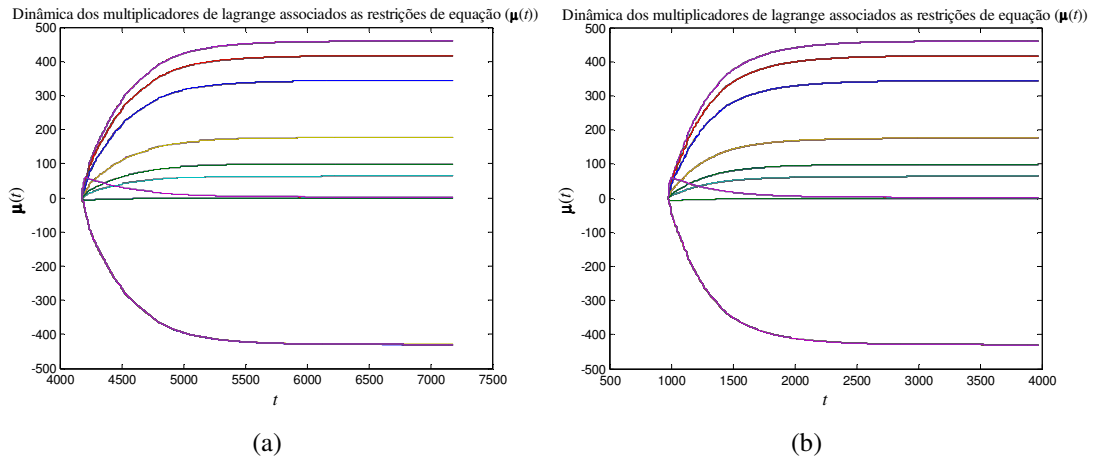 Dinâmica dos multiplicadores de lagrange associados as restrições de equação (μ(t))
500
400
300
200
100
0
-100
-200
-300
-400
-500
μ(t)
4000 4500 5000 5500 6000 6500 7000 7500
t
(a)
Dinâmica dos multiplicadores de lagrange associados as restrições de equação (μ(t))
500
400
300
200
100
0
-100
-200
-300
-400
-500
μ(t)
500 1000 1500 2000 2500 3000 3500 4000
t
(b)